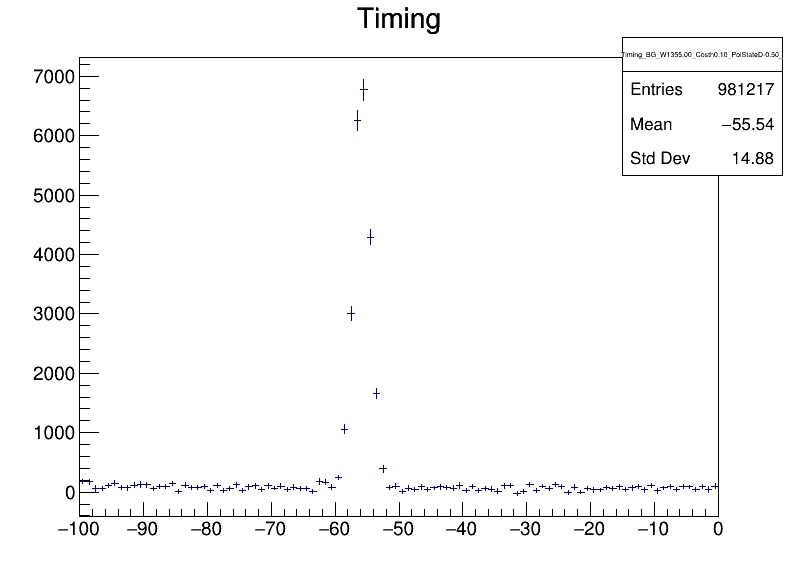 Timing
Timing_BG_W1355.00_Costh0.10_PolStateD-0.50_
Entries 981217
Mean −55.54
Std Dev 14.88
7000
6000
5000
4000
3000
2000
1000
0
−100 −90 −80 −70 −60 −50 −40 −30 −20 −10 0